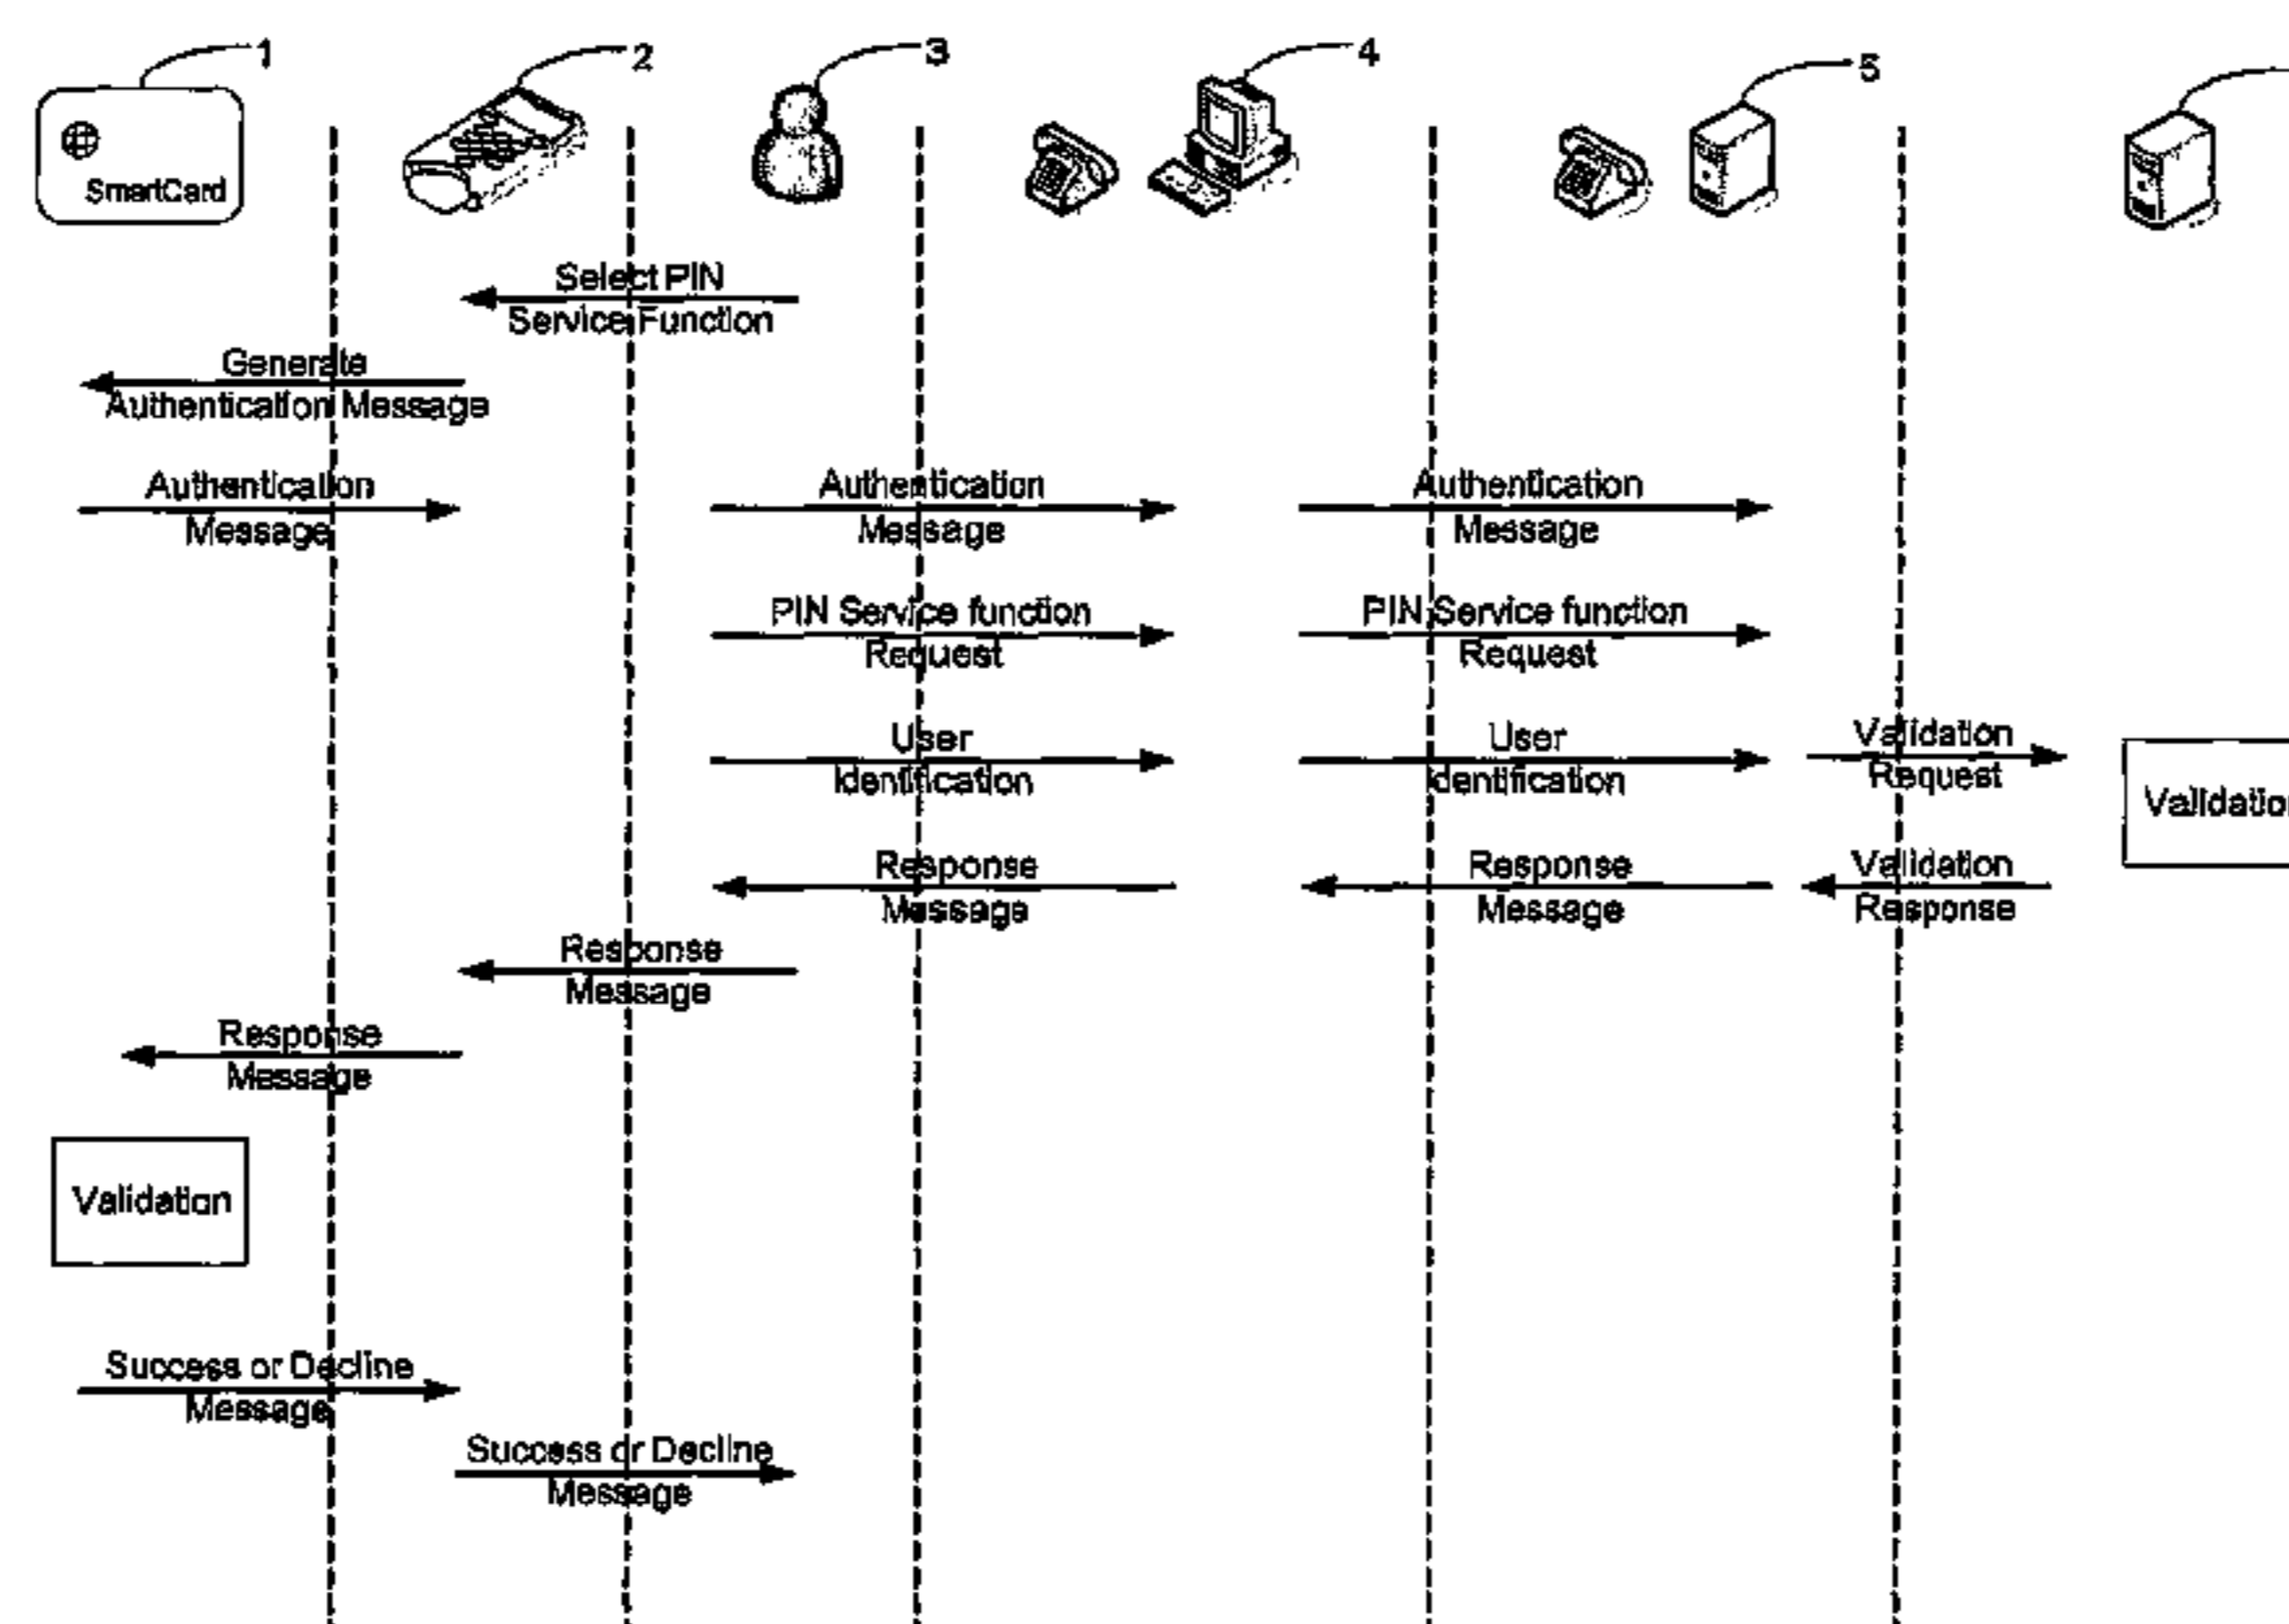 1
2
3
4
5
SmartCard
Select PIN
Service Function
Generate
Authentication Message
Authentication
Message
Authentication
Message
Authentication
Message
PIN Service function
Request
PIN Service function
Request
User
Identification
User
Identification
Validation
Request
Validation
Response
Message
Response
Message
Validation
Response
Response
Message
Response
Message
Validation
Success or Decline
Message
Success or Decline
Message